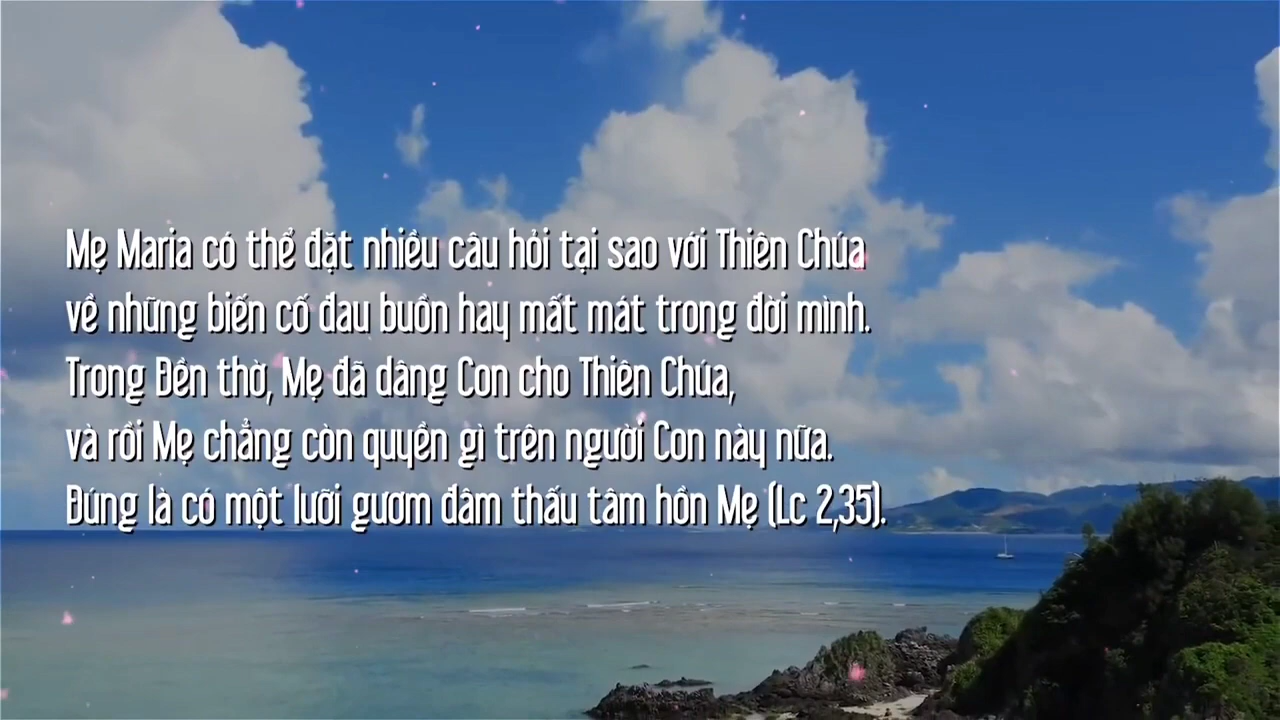 Mẹ Maria có thể đặt nhiều câu hỏi tại sao với Thiên Chúa
về những biến cố đau buồn hay mất mát trong đời mình.
Trong Đền thờ, Mẹ đã dâng Con cho Thiên Chúa,
và rồi Mẹ chẳng còn quyền gì trên người Con này nữa.
Đúng là có một lưỡi gươm đâm thấu tâm hồn Mẹ (Lc 2,35).